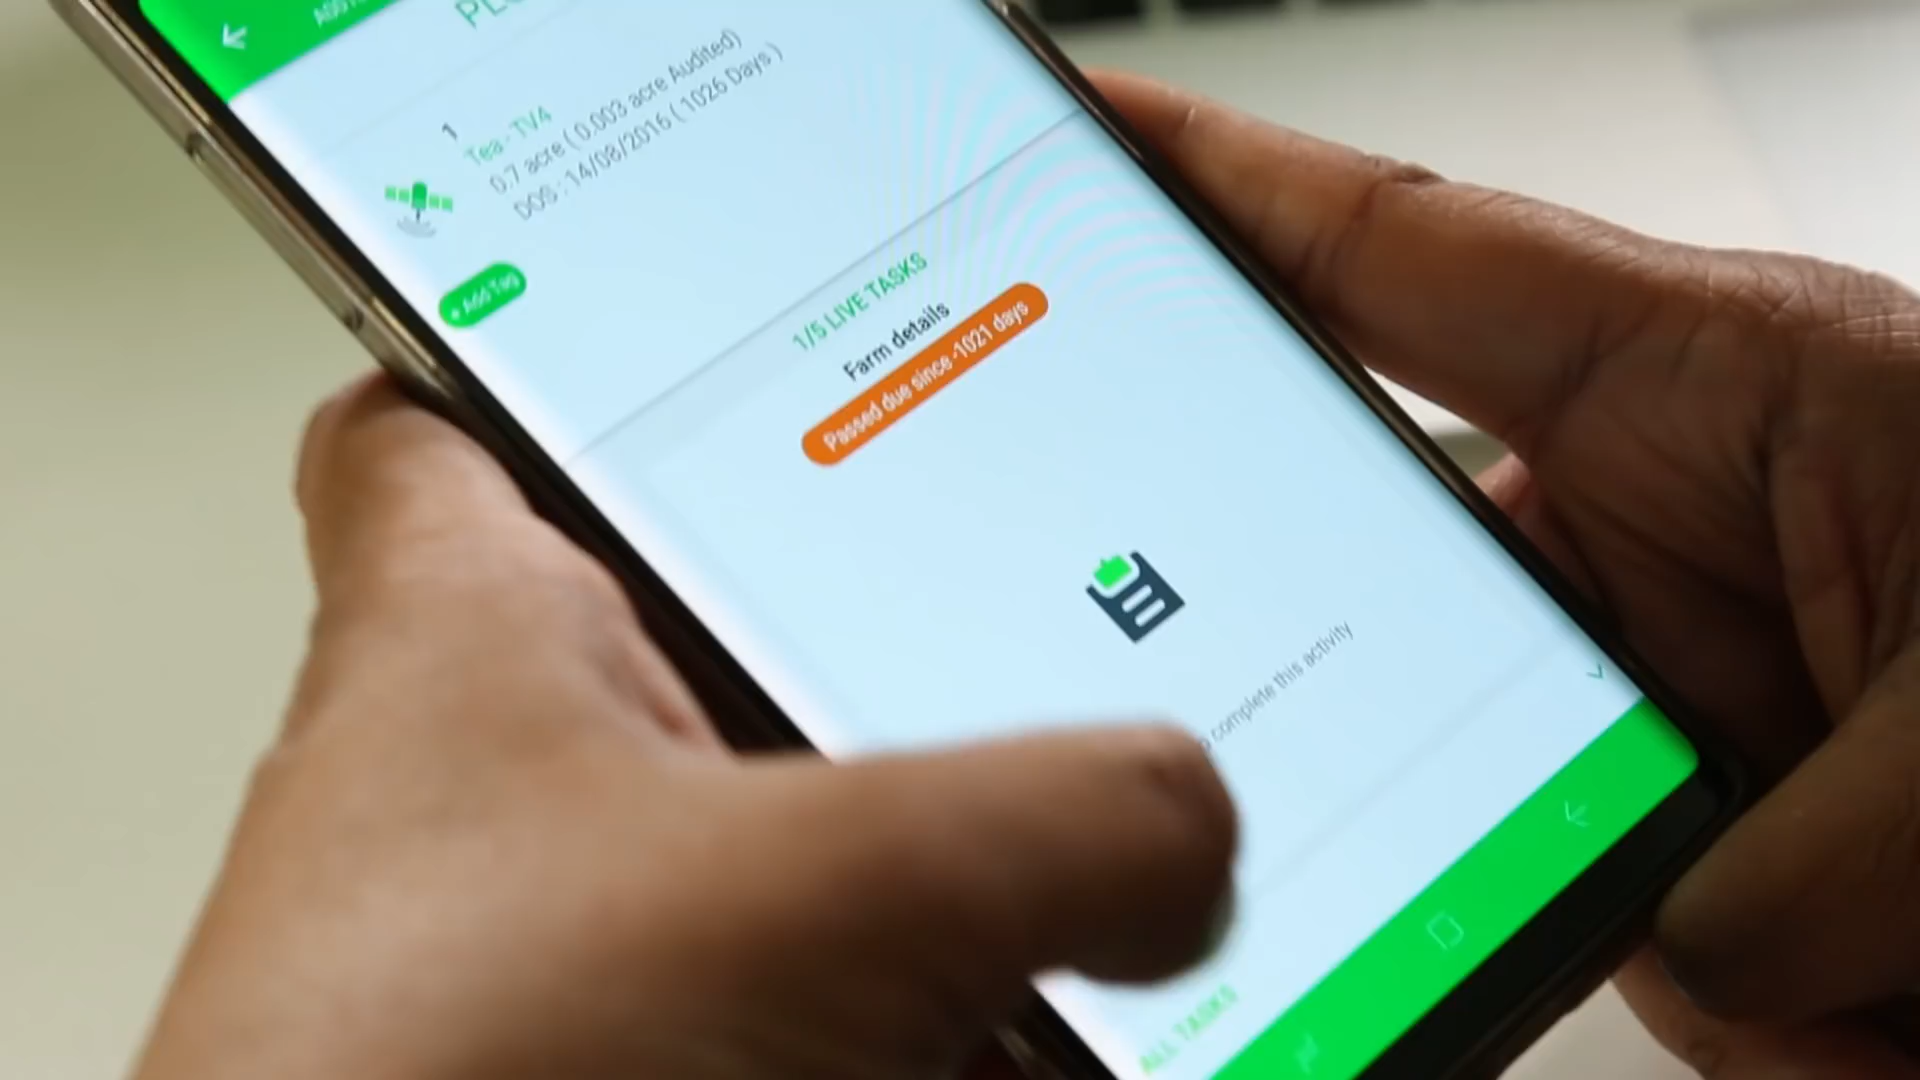 1
Tea - TV4
0.7 acre ( 0.003 acre Audited)
DOS : 14/08/2016 ( 1026 Days )
+ Add Tag
1/5 LIVE TASKS
Farm details
Passed due since -1021 days
complete this activity
ALL TASKS